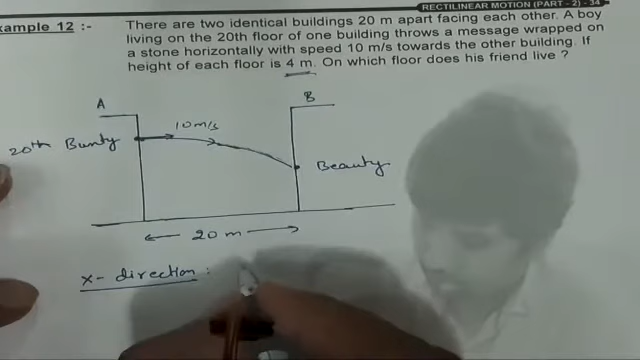 RECTILINEAR MOTION (PART - 2) - 34
xample 12 :-
There are two identical buildings 20 m apart facing each other. A boy
living on the 20th floor of one building throws a message wrapped on
a stone horizontally with speed 10 m/s towards the other building. If
height of each floor is 4 m. On which floor does his friend live ?
A
B
10 m/s
20th Bunty
Beauty
20 m
x- direction :